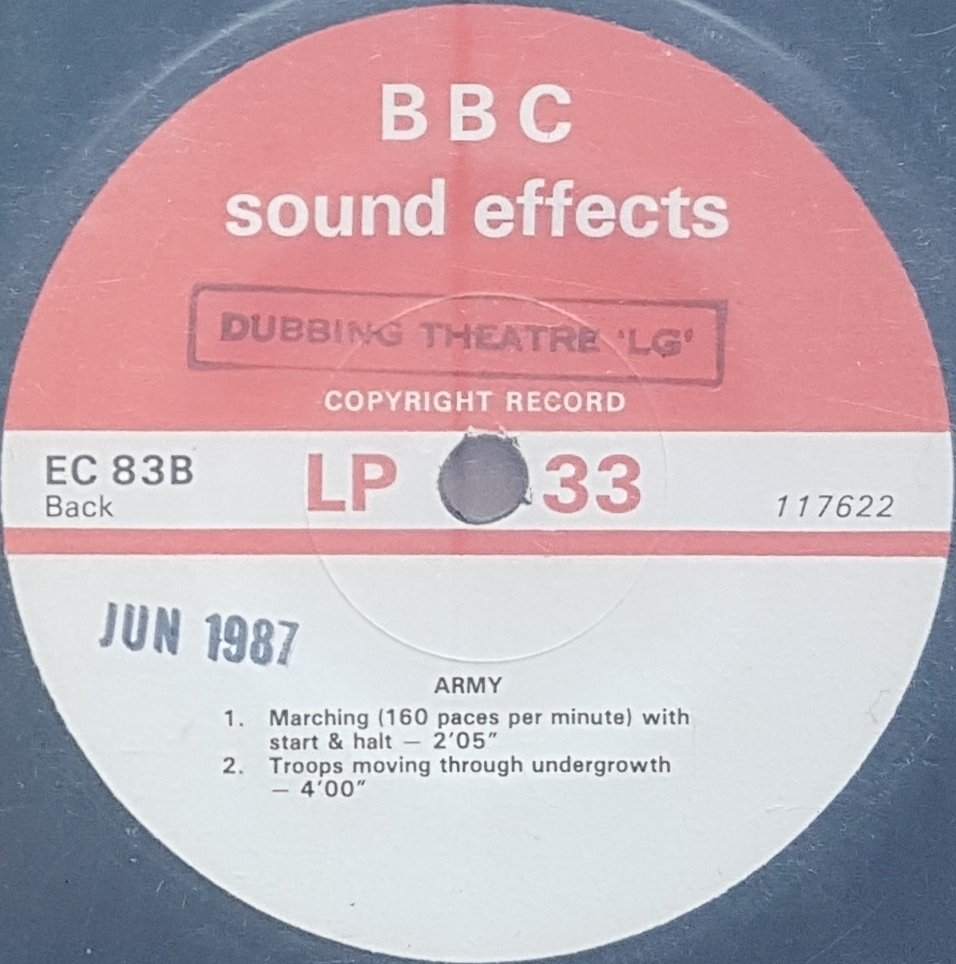 BBC
sound effects
DUBBING THEATRE 'LG'
COPYRIGHT RECORD
EC 83B
Back
LP 33
117622
JUN 1987
ARMY
1. Marching (160 paces per minute) with
start & halt — 2'05"
2. Troops moving through undergrowth
— 4'00"